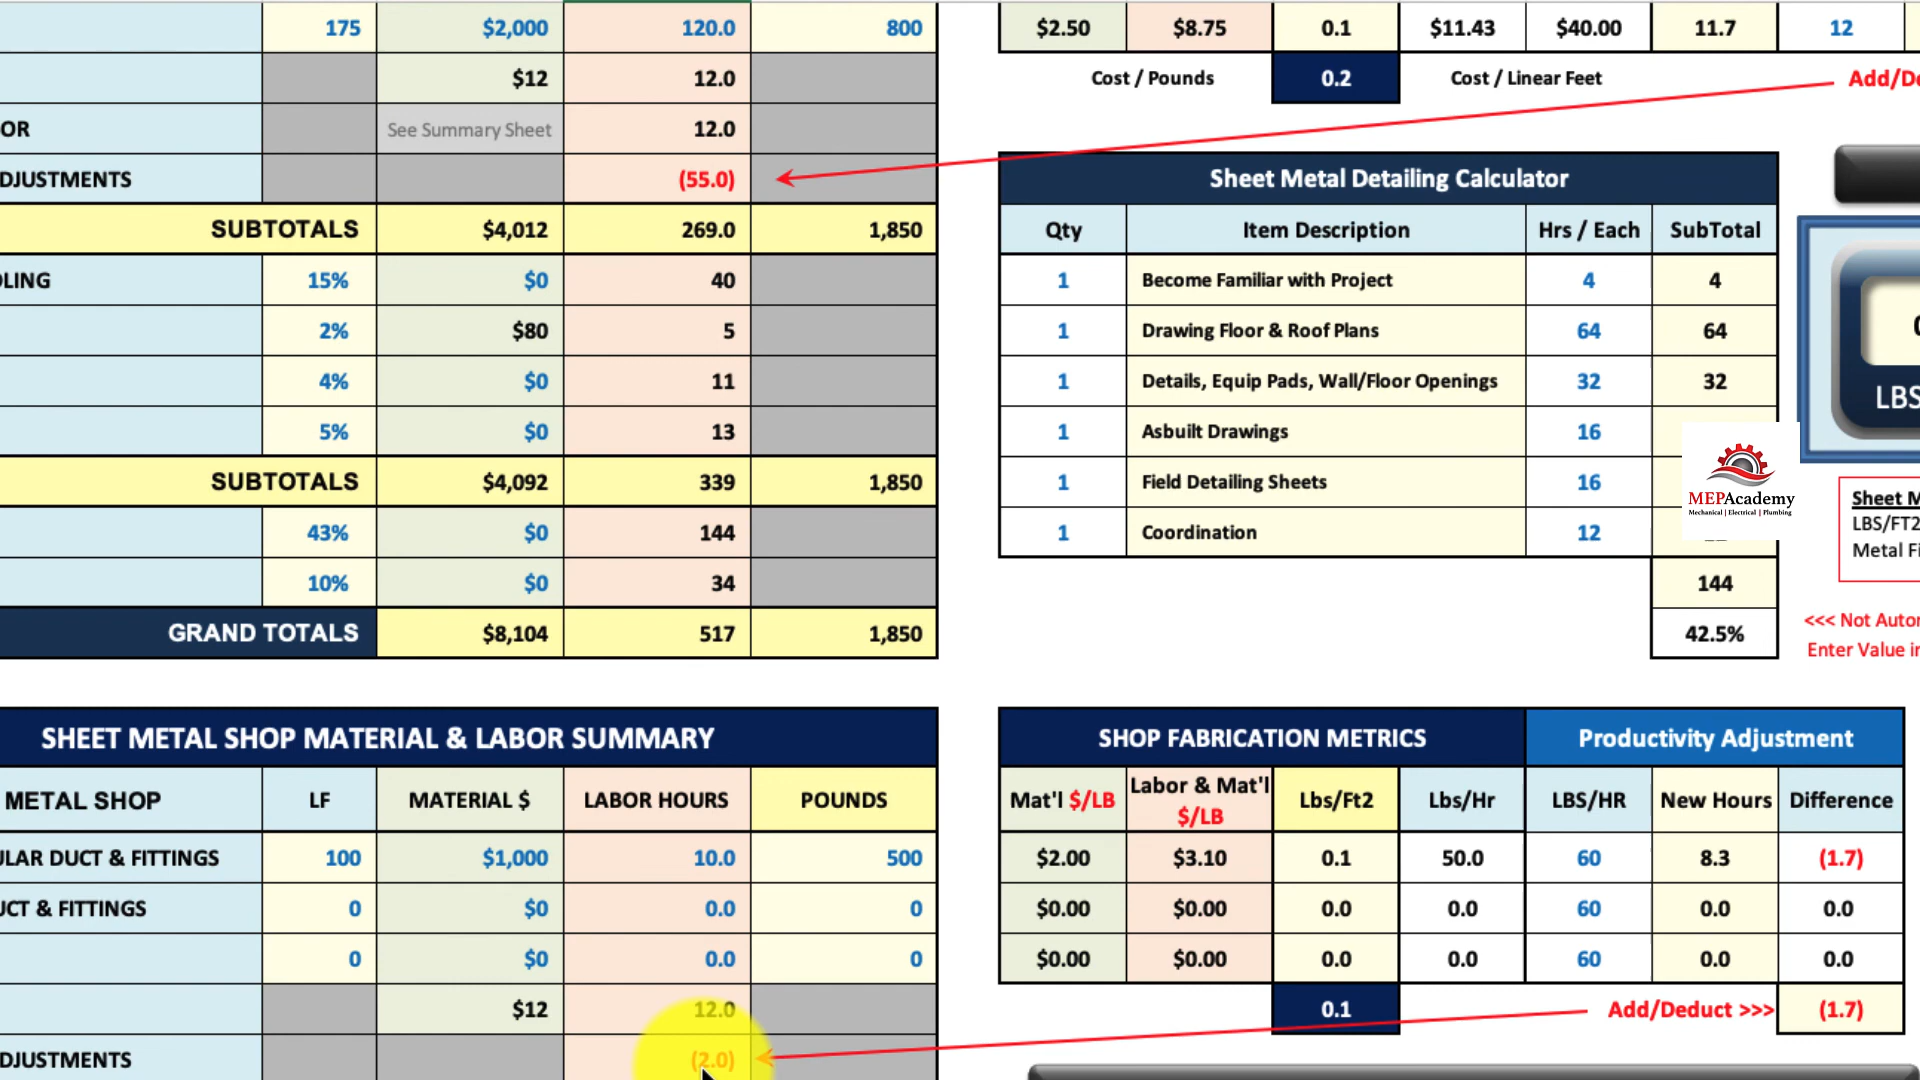 175 $2,000 120.0 800 $2.50 $8.75 0.1 $11.43 $40.00 11.7 12
$12 12.0 Cost / Pounds 0.2 Cost / Linear Feet
OR See Summary Sheet 12.0
DJUSTMENTS (55.0) Sheet Metal Detailing Calculator
SUBTOTALS $4,012 269.0 1,850 Qty Item Description Hrs / Each SubTotal
LING 15% $0 40 1 Become Familiar with Project 4 4
2% $80 5 1 Drawing Floor & Roof Plans 64 64
4% $0 11 1 Details, Equip Pads, Wall/Floor Openings 32 32 LBS
5% $0 13 1 Asbuilt Drawings 16
SUBTOTALS $4,092 339 1,850 1 Field Detailing Sheets 16
MEPAcademy
Mechanical | Electrical | Plumbing
Sheet M
LBS/FT2
Metal Fi
43% $0 144 1 Coordination 12
10% $0 34 144
GRAND TOTALS $8,104 517 1,850 42.5%
<<< Not Autor
Enter Value in
SHEET METAL SHOP MATERIAL & LABOR SUMMARY SHOP FABRICATION METRICS Productivity Adjustment
METAL SHOP LF MATERIAL $ LABOR HOURS POUNDS Mat'l $/LB Labor & Mat'l $/LB Lbs/Ft2 Lbs/Hr LBS/HR New Hours Difference
LAR DUCT & FITTINGS 100 $1,000 10.0 500 $2.00 $3.10 0.1 50.0 60 8.3 (1.7)
CT & FITTINGS 0 $0 0.0 0 $0.00 $0.00 0.0 0.0 60 0.0 0.0
0 $0 0.0 0 $0.00 $0.00 0.0 0.0 60 0.0 0.0
$12 12.0 0.1 Add/Deduct >>> (1.7)
DJUSTMENTS (2.0)